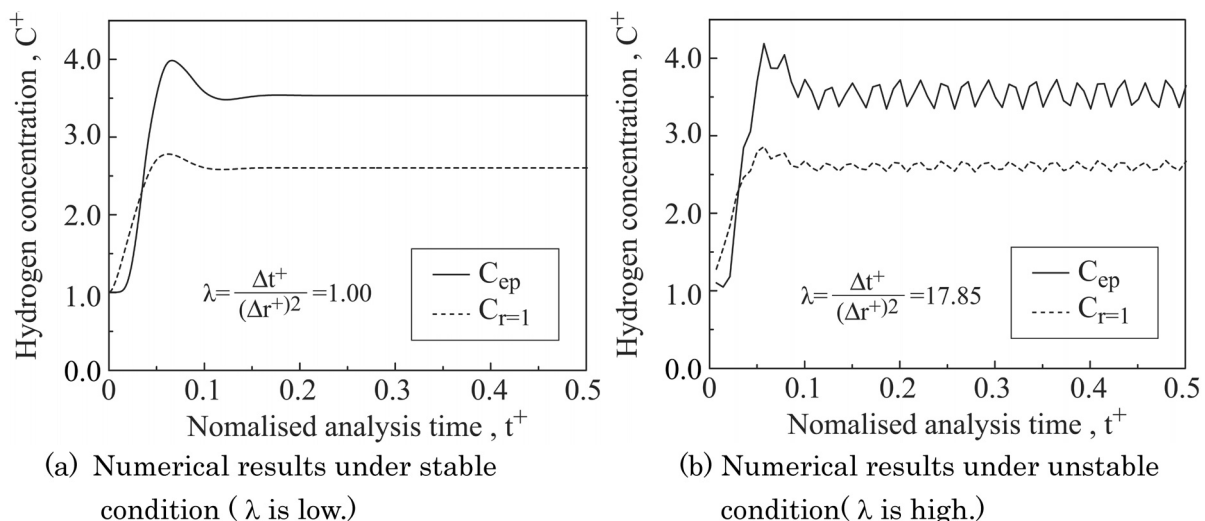 Hydrogen concentration , C⁺
4.0
3.0
2.0
1.0
0.0
λ= Δt⁺ =1.00
(Δr⁺)2
C_ep
C_r=1
0 0.1 0.2 0.3 0.4 0.5
Nomalised analysis time , t⁺
(a) Numerical results under stable
condition ( λ is low.)
Hydrogen concentration , C⁺
4.0
3.0
2.0
1.0
0.0
λ= Δt⁺ =17.85
(Δr⁺)2
C_ep
C_r=1
0 0.1 0.2 0.3 0.4 0.5
Nomalised analysis time , t⁺
(b) Numerical results under unstable
condition( λ is high.)